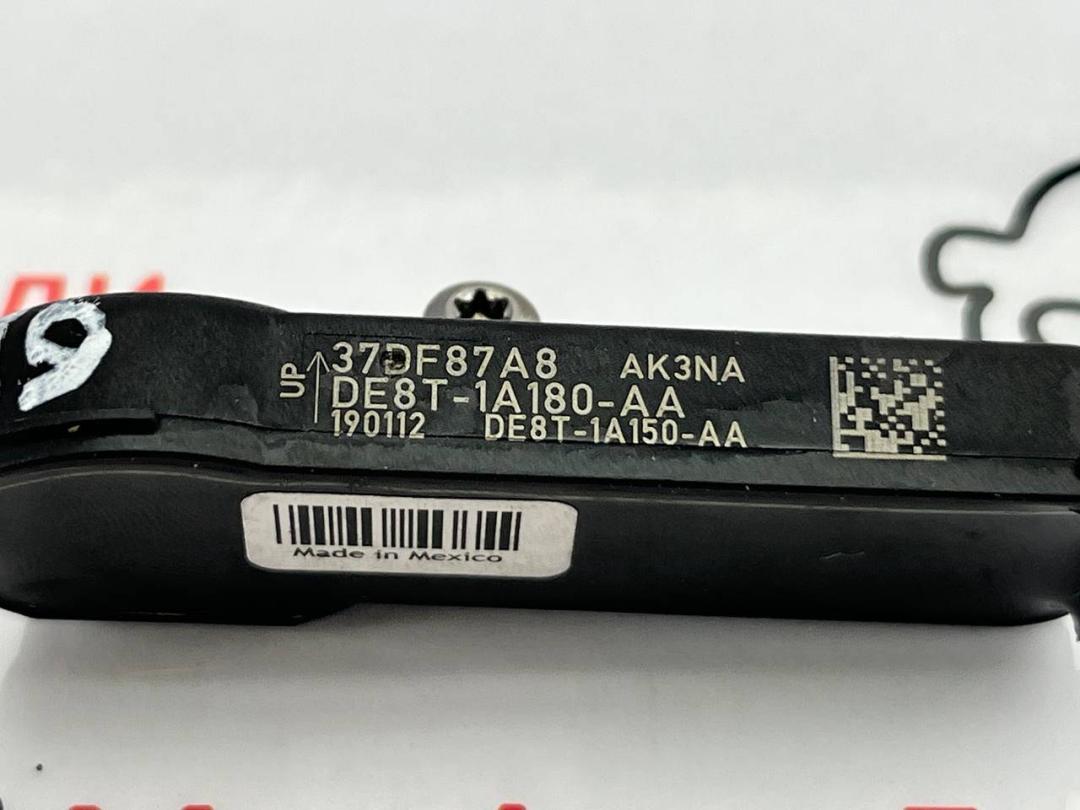 37DF87A8 AK3NA
UP
DE8T-1A180-AA
190112 DE8T-1A150-AA
Made in Mexico